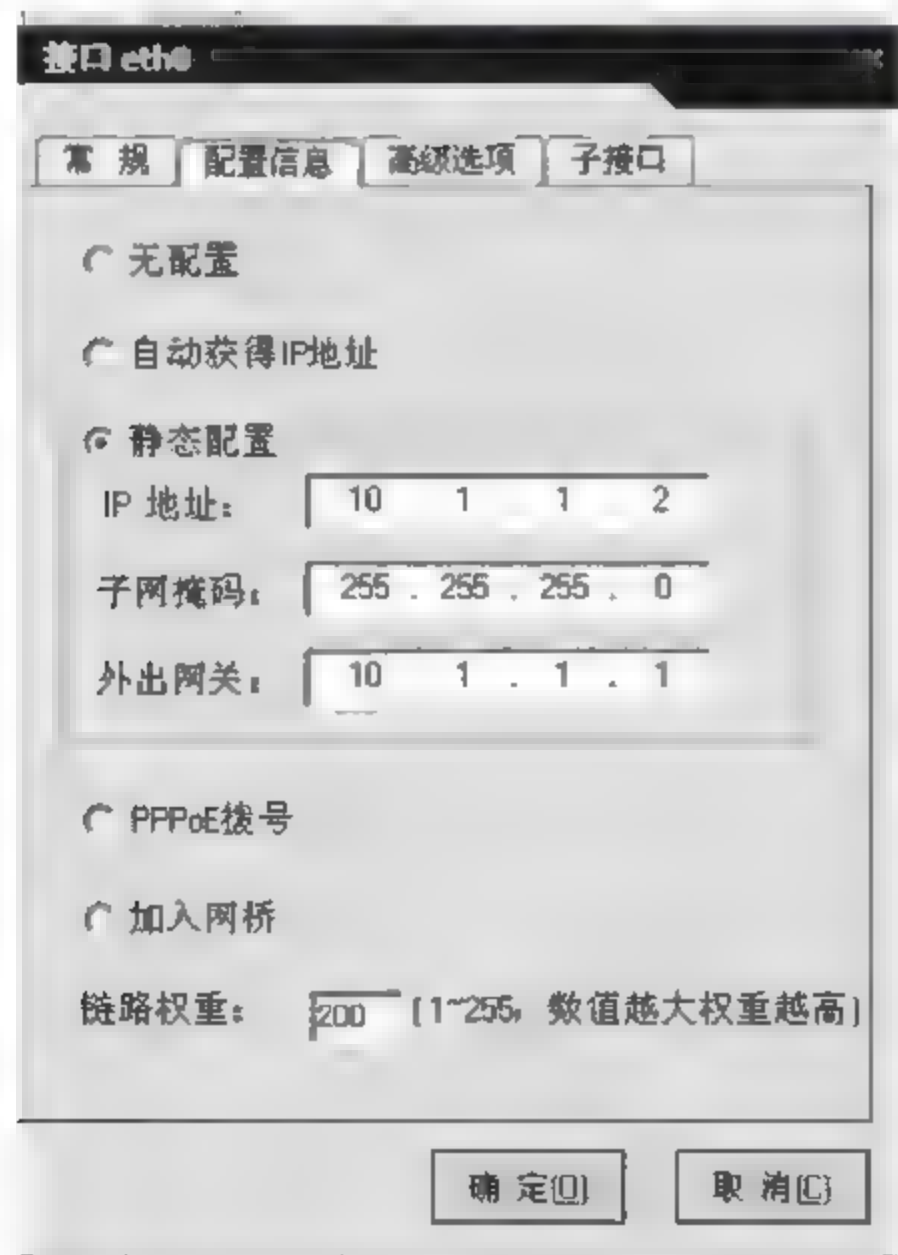 接口 eth0
常 规 配置信息 高级选项 子接口
无配置
自动获得IP地址
静态配置
IP 地址: 10 1 . 1 . 2
子网掩码: 255 . 255 . 255 . 0
外出网关: 10 1 . 1 . 1
PPPoE拨号
加入网桥
链路权重: 200 (1~255, 数值越大权重越高)
确 定(O) 取 消(C)